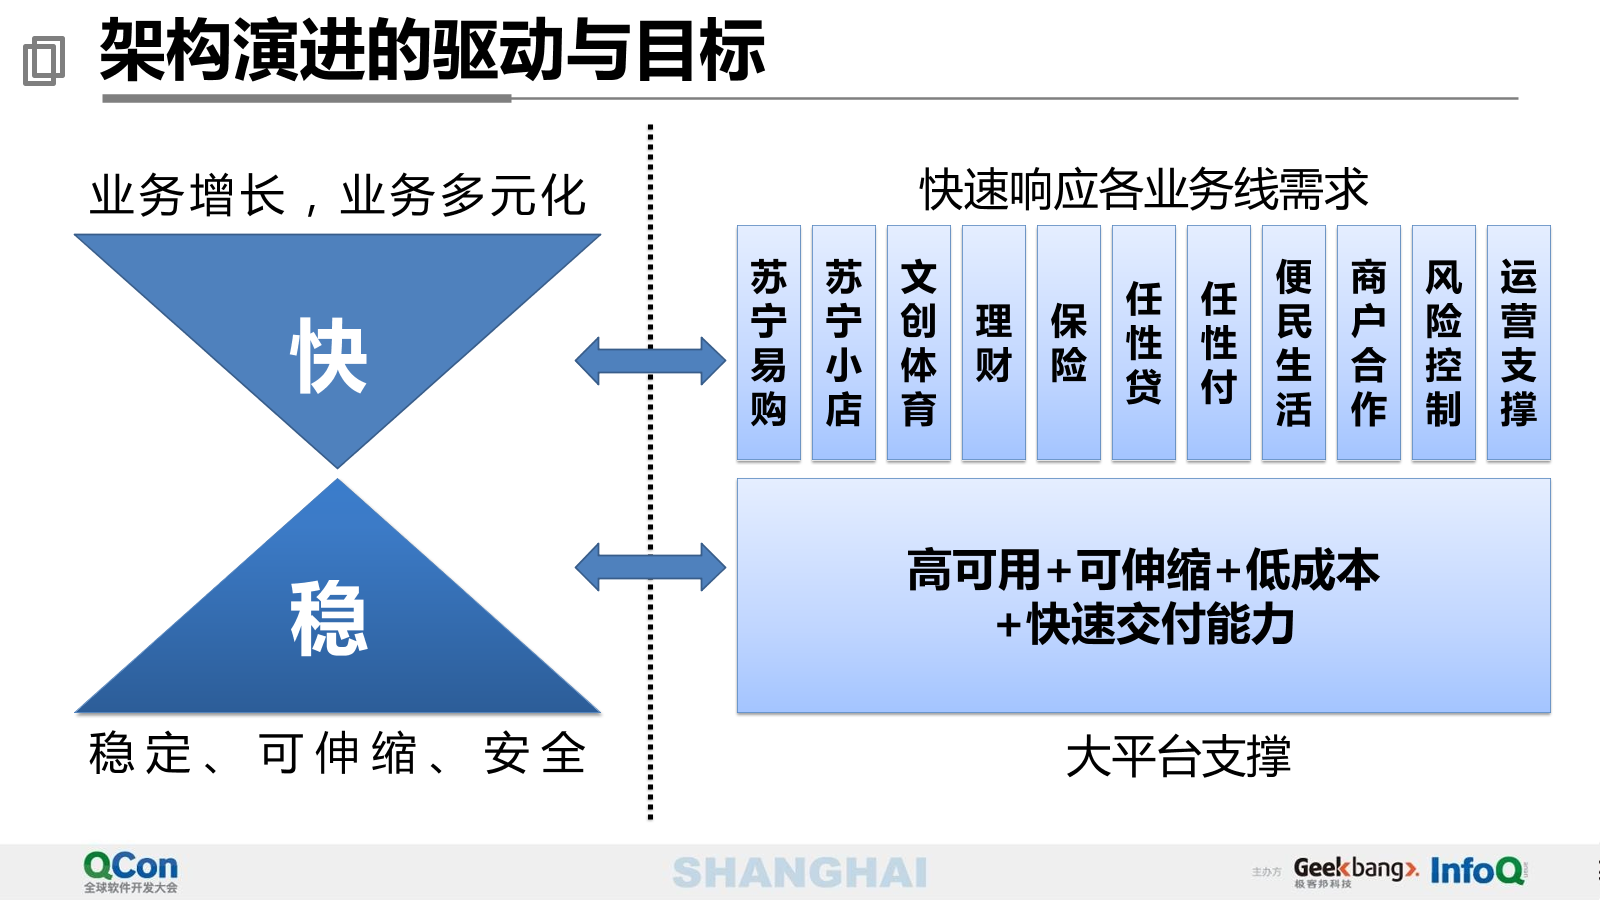 架构演进的驱动与目标
业务增长，业务多元化
快
稳
稳定、可伸缩、安全
快速响应各业务线需求
苏宁易购
苏宁小店
文创体育
理财
保险
任性贷
任性付
便民生活
商户合作
风险控制
运营支撑
高可用+可伸缩+低成本
+快速交付能力
大平台支撑
QCon
全球软件开发大会
SHANGHAI
主办方
Geekbang>.
极客邦科技
InfoQ